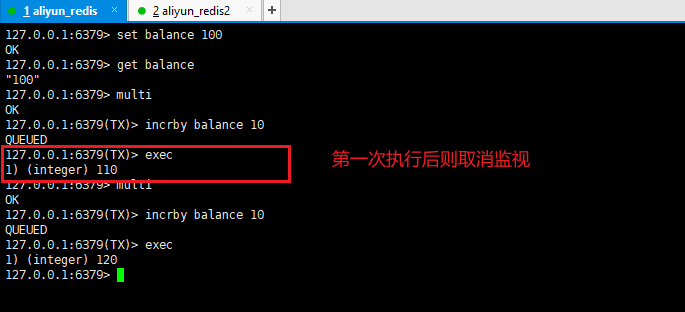 1 aliyun_redis × 2 aliyun_redis2 × +
127.0.0.1:6379> set balance 100
OK
127.0.0.1:6379> get balance
"100"
127.0.0.1:6379> multi
OK
127.0.0.1:6379(TX)> incrby balance 10
QUEUED
127.0.0.1:6379(TX)> exec
第一次执行后则取消监视
1) (integer) 110
127.0.0.1:6379> multi
OK
127.0.0.1:6379(TX)> incrby balance 10
QUEUED
127.0.0.1:6379(TX)> exec
1) (integer) 120
127.0.0.1:6379>